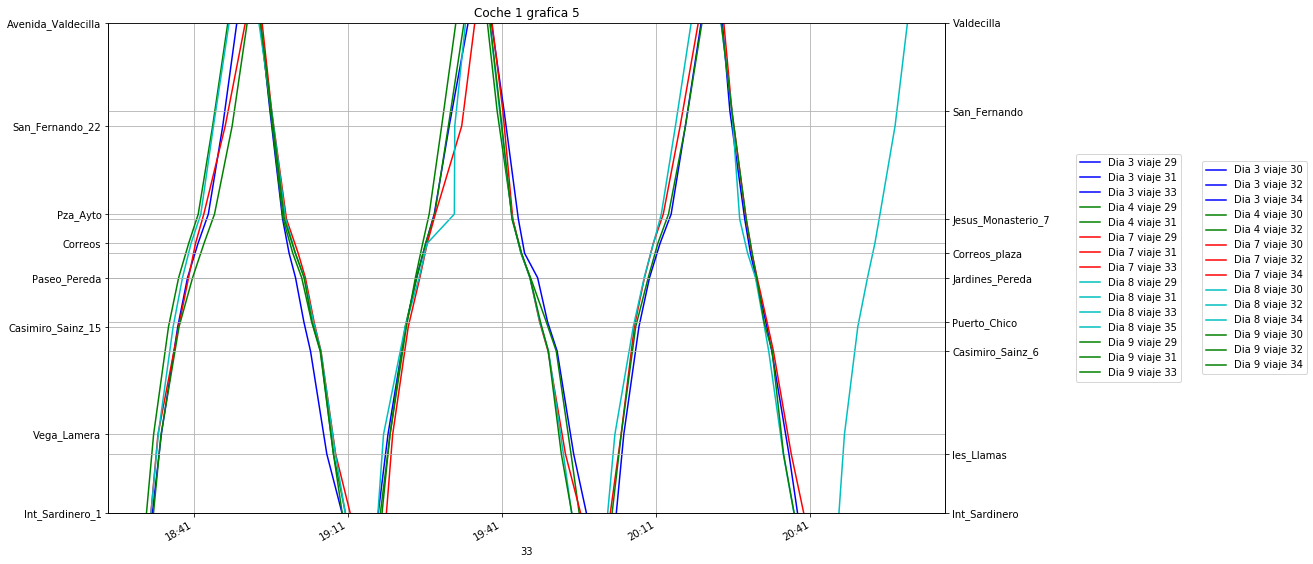 Coche 1 grafica 5
Avenida_Valdecilla
San_Fernando_22
Pza_Ayto
Correos
Paseo_Pereda
Casimiro_Sainz_15
Vega_Lamera
Int_Sardinero_1
Valdecilla
San_Fernando
Jesus_Monasterio_7
Correos_plaza
Jardines_Pereda
Puerto_Chico
Casimiro_Sainz_6
Ies_Llamas
Int_Sardinero
18:41
19:11
19:41
20:11
20:41
33
Dia 3 viaje 29
Dia 3 viaje 31
Dia 3 viaje 33
Dia 4 viaje 29
Dia 4 viaje 31
Dia 7 viaje 29
Dia 7 viaje 31
Dia 7 viaje 33
Dia 8 viaje 29
Dia 8 viaje 31
Dia 8 viaje 33
Dia 8 viaje 35
Dia 9 viaje 29
Dia 9 viaje 31
Dia 9 viaje 33
Dia 3 viaje 30
Dia 3 viaje 32
Dia 3 viaje 34
Dia 4 viaje 30
Dia 4 viaje 32
Dia 7 viaje 30
Dia 7 viaje 32
Dia 7 viaje 34
Dia 8 viaje 30
Dia 8 viaje 32
Dia 8 viaje 34
Dia 9 viaje 30
Dia 9 viaje 32
Dia 9 viaje 34